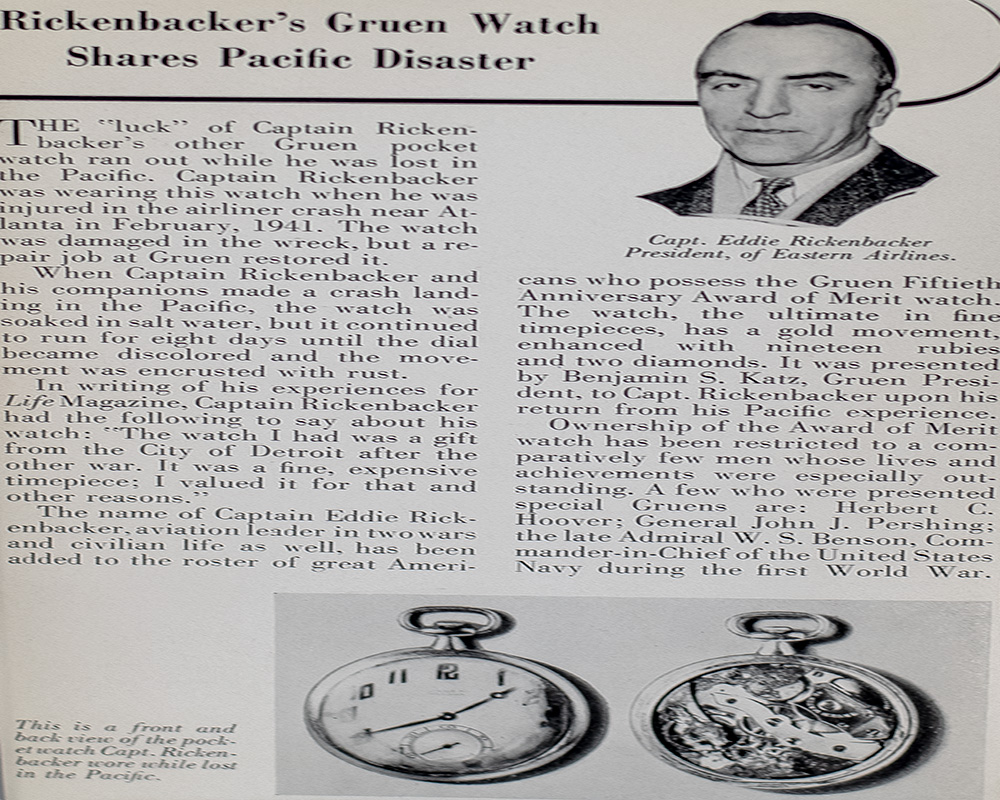 Rickenbacker's Gruen Watch
Shares Pacific Disaster
THE "luck" of Captain Ricken-
backer's other Gruen pocket
watch ran out while he was lost in
the Pacific. Captain Rickenbacker
was wearing this watch when he was
injured in the airliner crash near At-
lanta in February, 1941. The watch
was damaged in the wreck, but a re-
pair job at Gruen restored it.
When Captain Rickenbacker and
his companions made a crash land-
ing in the Pacific, the watch was
soaked in salt water, but it continued
to run for eight days until the dial
became discolored and the move-
ment was encrusted with rust.
In writing of his experiences for
Life Magazine, Captain Rickenbacker
had the following to say about his
watch: "The watch I had was a gift
from the City of Detroit after the
other war. It was a fine, expensive
timepiece; I valued it for that and
other reasons."
The name of Captain Eddie Rick-
enbacker, aviation leader in two wars
and civilian life as well, has been
added to the roster of great Ameri-
Capt. Eddie Rickenbacker
President, of Eastern Airlines.
cans who possess the Gruen Fiftieth
Anniversary Award of Merit watch.
The watch, the ultimate in fine
timepieces, has a gold movement,
enhanced with nineteen rubies
and two diamonds. It was presented
by Benjamin S. Katz, Gruen Presi-
dent, to Capt. Rickenbacker upon his
return from his Pacific experience.
Ownership of the Award of Merit
watch has been restricted to a com-
paratively few men whose lives and
achievements were especially out-
standing. A few who were presented
special Gruens are: Herbert C.
Hoover; General John J. Pershing;
the late Admiral W. S. Benson, Com-
mander-in-Chief of the United States
Navy during the first World War.
This is a front and
back view of the pock-
et watch Capt. Ricken-
backer wore while lost
in the Pacific.
11 12 1